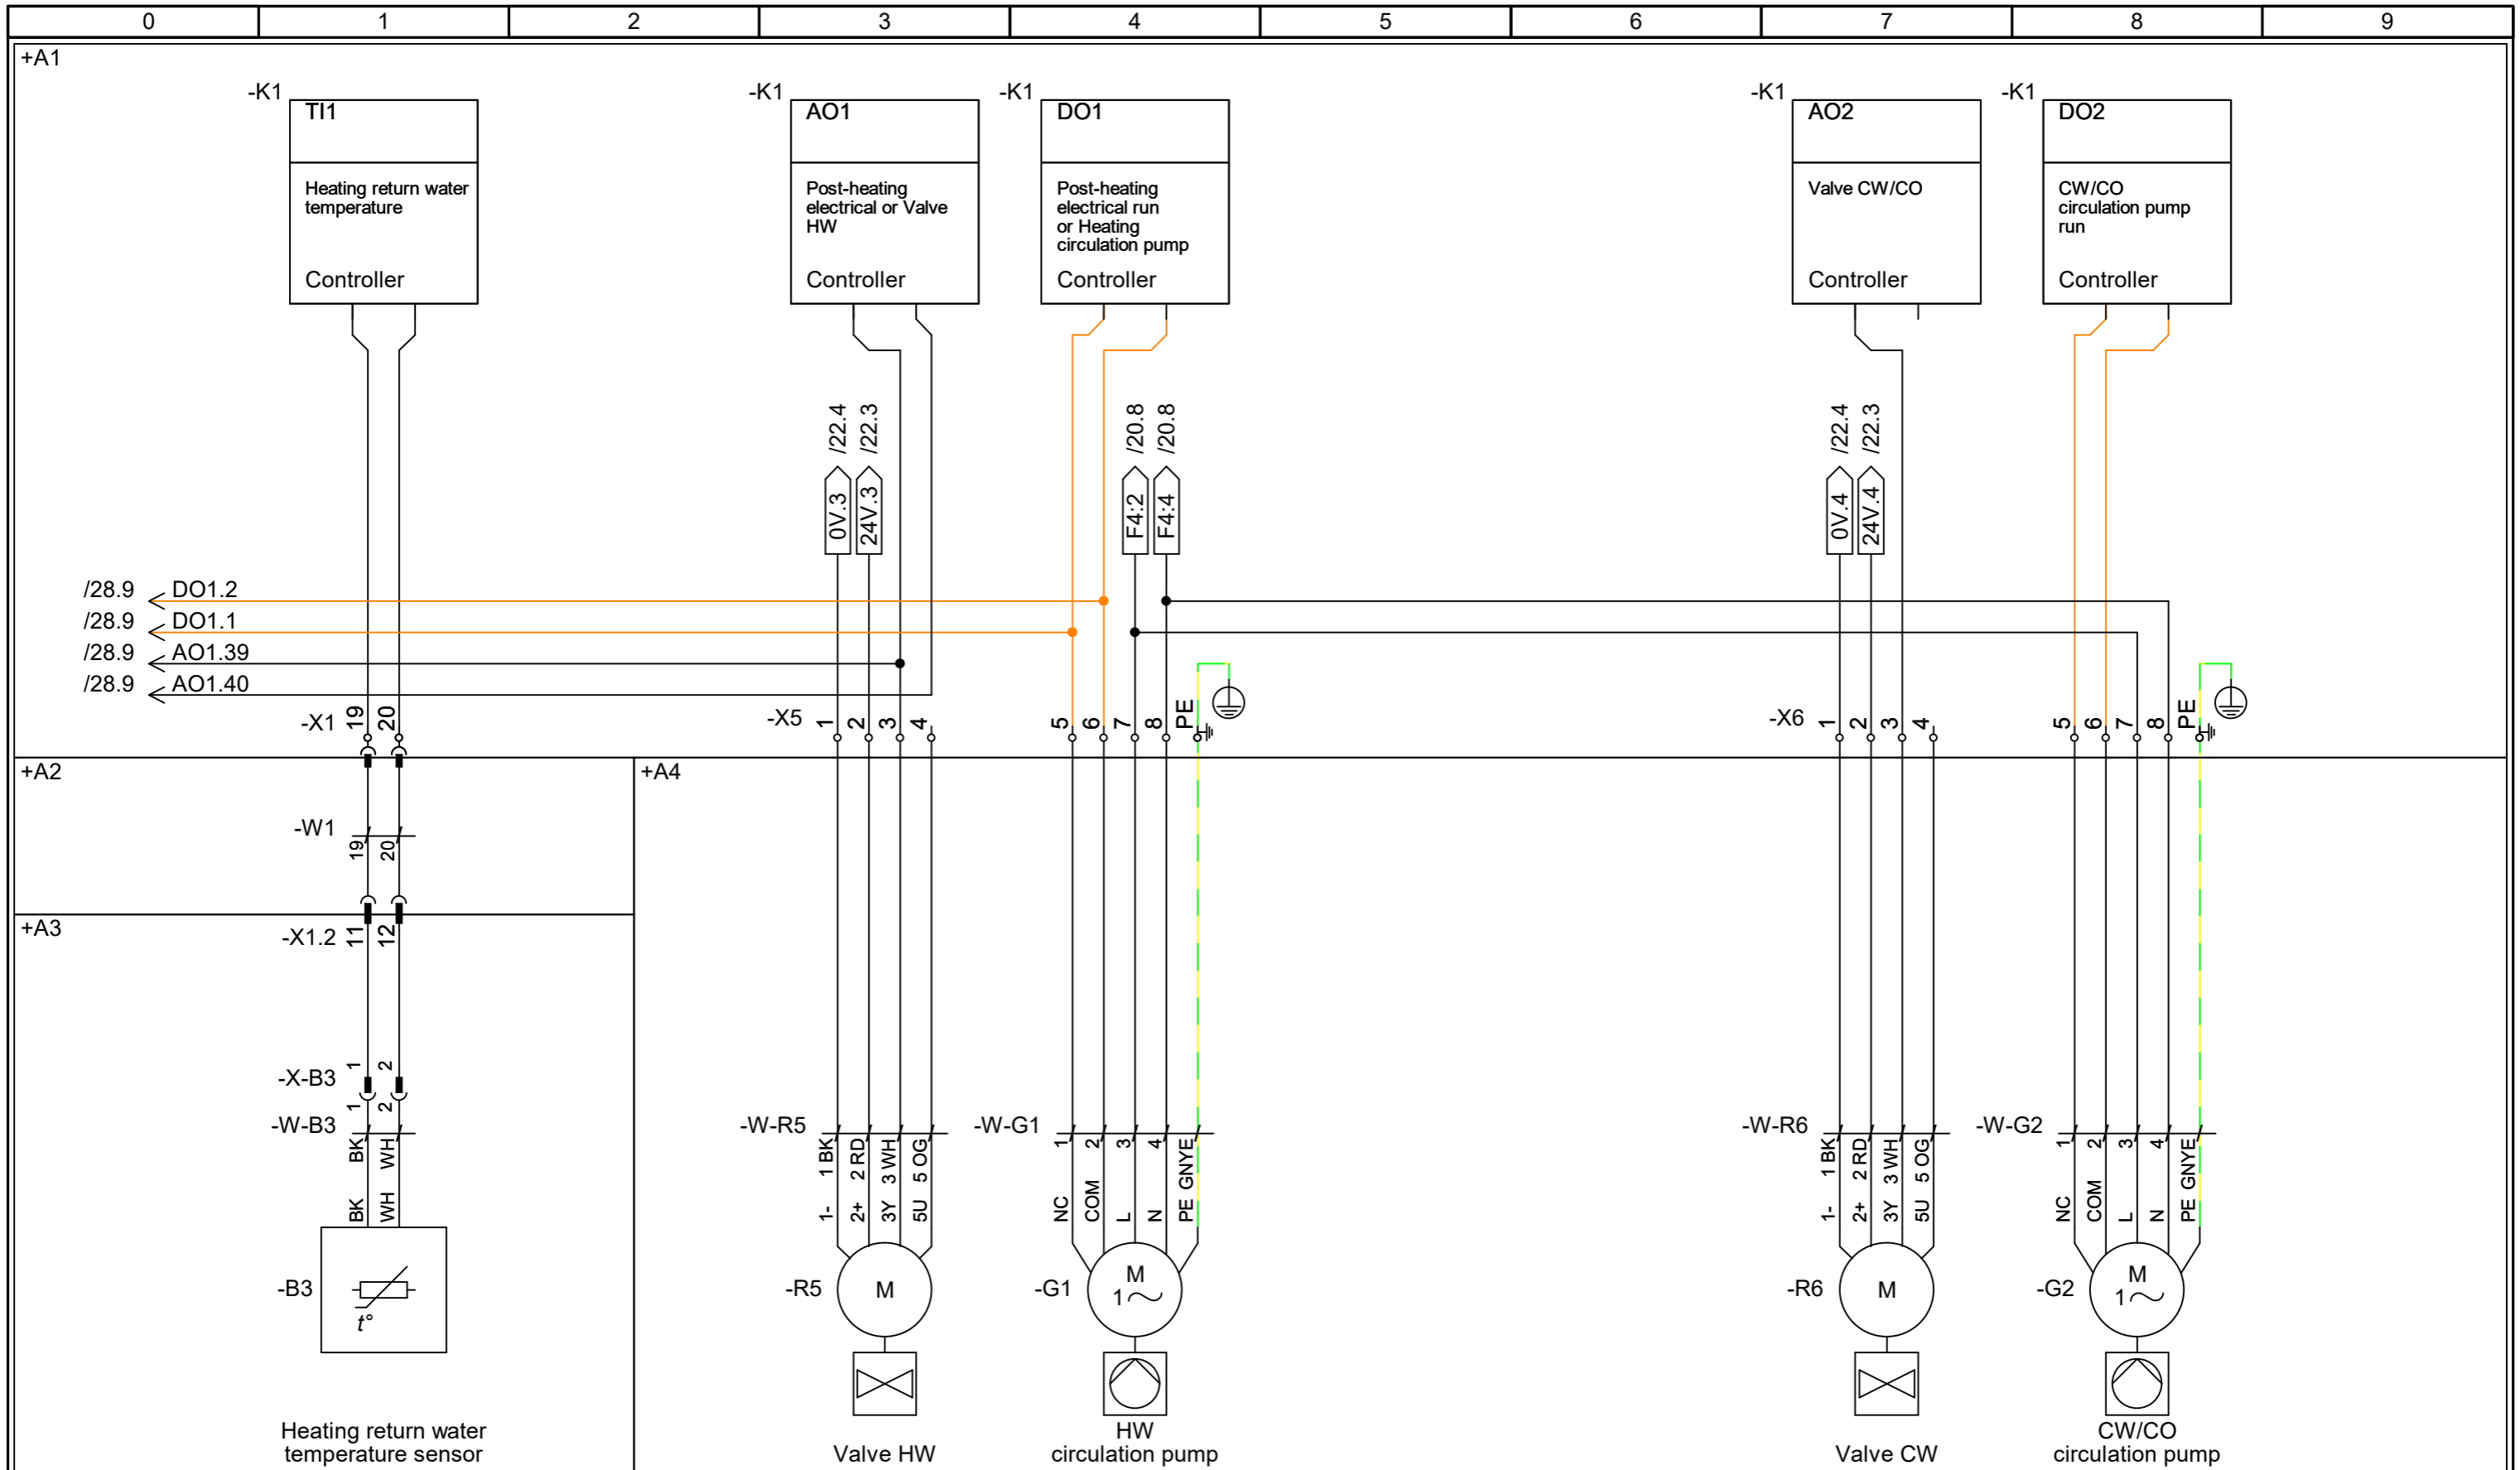 0 1 2 3 4 5 6 7 8 9
+A1
-K1 -K1 -K1 -K1 -K1
TI1 AO1 DO1 AO2 DO2
Heating return water
temperature
Controller
Post-heating
electrical or Valve
HW
Controller
Post-heating
electrical run
or Heating
circulation pump
Controller
Valve CW/CO
Controller
CW/CO
circulation pump
run
Controller
/22.4 /22.3 /20.8 /20.8 /22.4 /22.3
0V.3 24V.3 F4:2 F4:4 0V.4 24V.4
/28.9 DO1.2
/28.9 DO1.1
/28.9 AO1.39
/28.9 AO1.40
-X1 19 20 -X5 1 2 3 4 5 6 7 8 PE -X6 1 2 3 4 5 6 7 8 PE
+A2 +A4
-W1
19 20
+A3
-X1.2 11 12
-X-B3 1 2
1 2
-W-B3 -W-R5 -W-G1 -W-R6 -W-G2
BK WH 1 BK 2 RD 3 WH 5 OG 1 2 3 4 GNYE 1 BK 2 RD 3 WH 5 OG 1 2 3 4 GNYE
BK WH 1- 2+ 3Y 5U NC COM L N PE 1- 2+ 3Y 5U NC COM L N PE
-B3 -R5 M -G1 M -R6 M -G2 M
1 1
t°
Heating return water
temperature sensor
Valve HW
HW
circulation pump
Valve CW
CW/CO
circulation pump